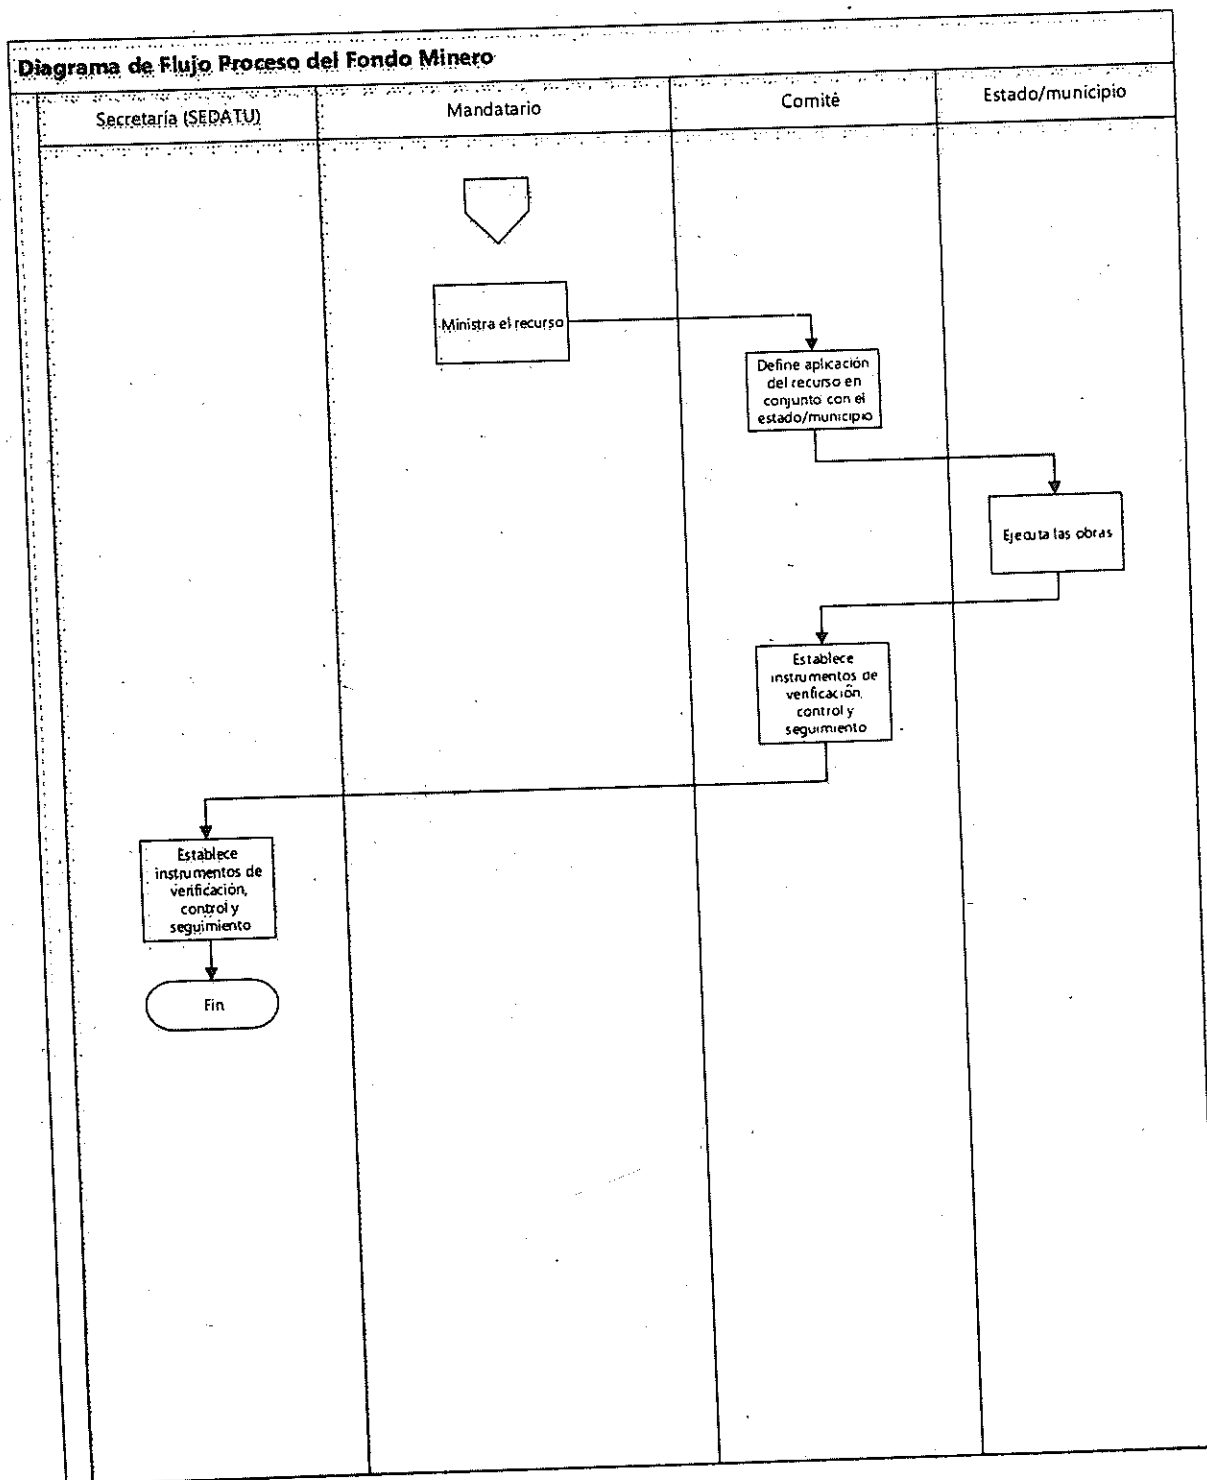 Diagrama de Flujo Proceso del Fondo Minero
Secretaría (SEDATU)
Mandatario
Comité
Estado/municipio
Ministra el recurso
Define aplicación
del recurso en
conjunto con el
estado/municipio
Ejecuta las obras
Establece
instrumentos de
verificación,
control y
seguimiento
Establece
instrumentos de
verificación,
control y
seguimiento
Fin